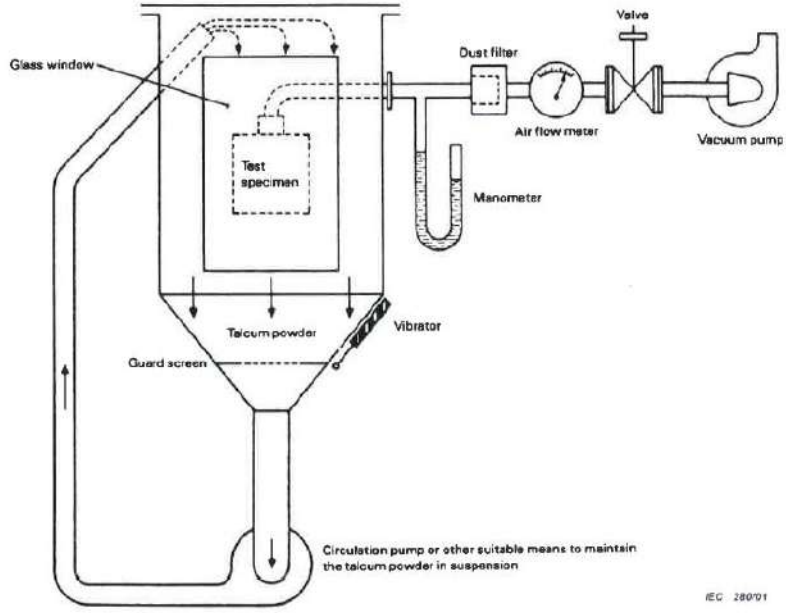 Valve
Dust filter
Glass window
Air flow meter
Vacuum pump
Test
specimen
Manometer
Talcum powder
Vibrator
Guard screen
Circulation pump or other suitable means to maintain
the talcum powder in suspension
IEC 280/01